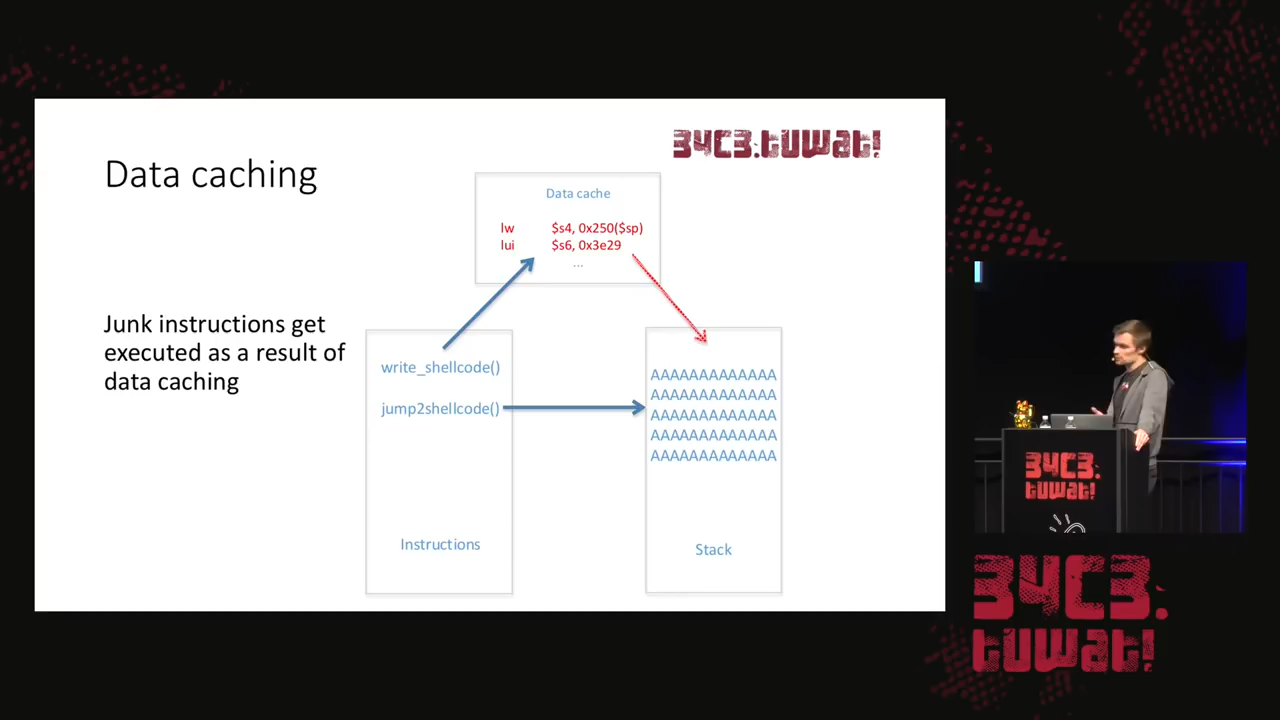 Data caching
34C3.tUWat!
Data cache
lw $s4, 0x250($sp)
lui $s6, 0x3e29
...
Junk instructions get
executed as a result of
data caching
write_shellcode()
jump2shellcode()
Instructions
AAAAAAAAAAAAA
AAAAAAAAAAAAA
AAAAAAAAAAAAA
AAAAAAAAAAAAA
AAAAAAAAAAAAA
Stack
34C3.
tUWat!
34C3.
tUWat!